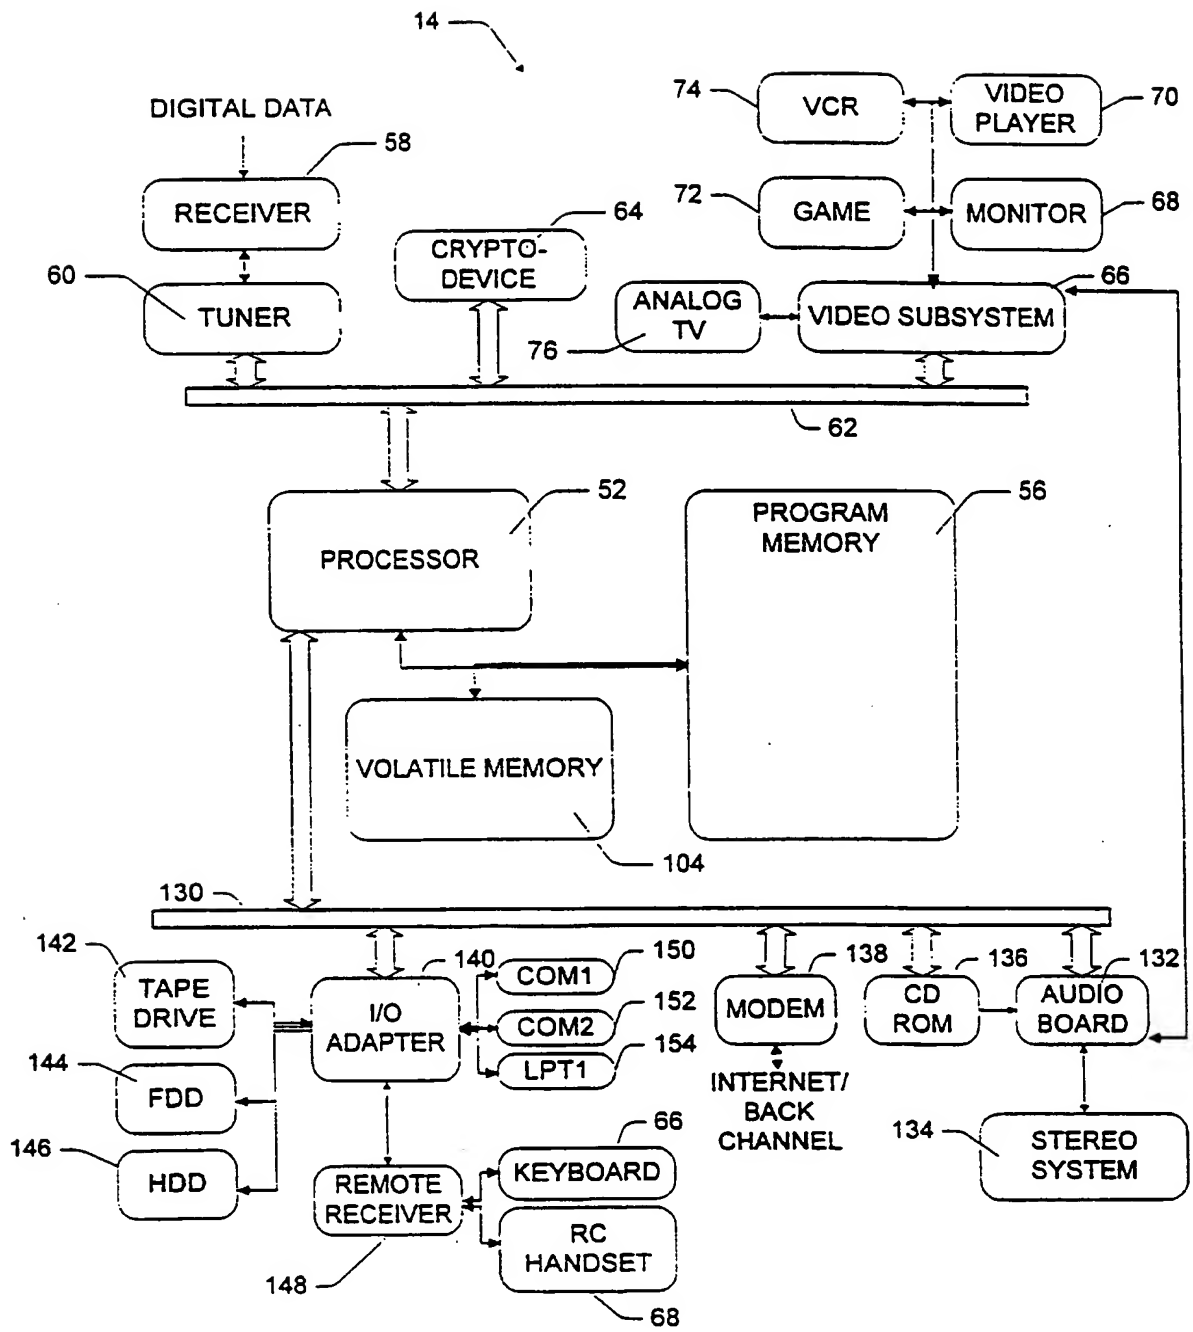 14
DIGITAL DATA
58
RECEIVER
60
TUNER
64
CRYPTO-
DEVICE
74
VCR
VIDEO
PLAYER
70
72
GAME
MONITOR
68
ANALOG
TV
76
VIDEO SUBSYSTEM
66
62
52
PROCESSOR
PROGRAM
MEMORY
56
VOLATILE MEMORY
104
130
142
TAPE
DRIVE
144
FDD
146
HDD
140
I/O
ADAPTER
COM1
150
COM2
152
LPT1
154
138
MODEM
INTERNET/
BACK
CHANNEL
136
CD
ROM
132
AUDIO
BOARD
134
STEREO
SYSTEM
REMOTE
RECEIVER
148
66
KEYBOARD
RC
HANDSET
68